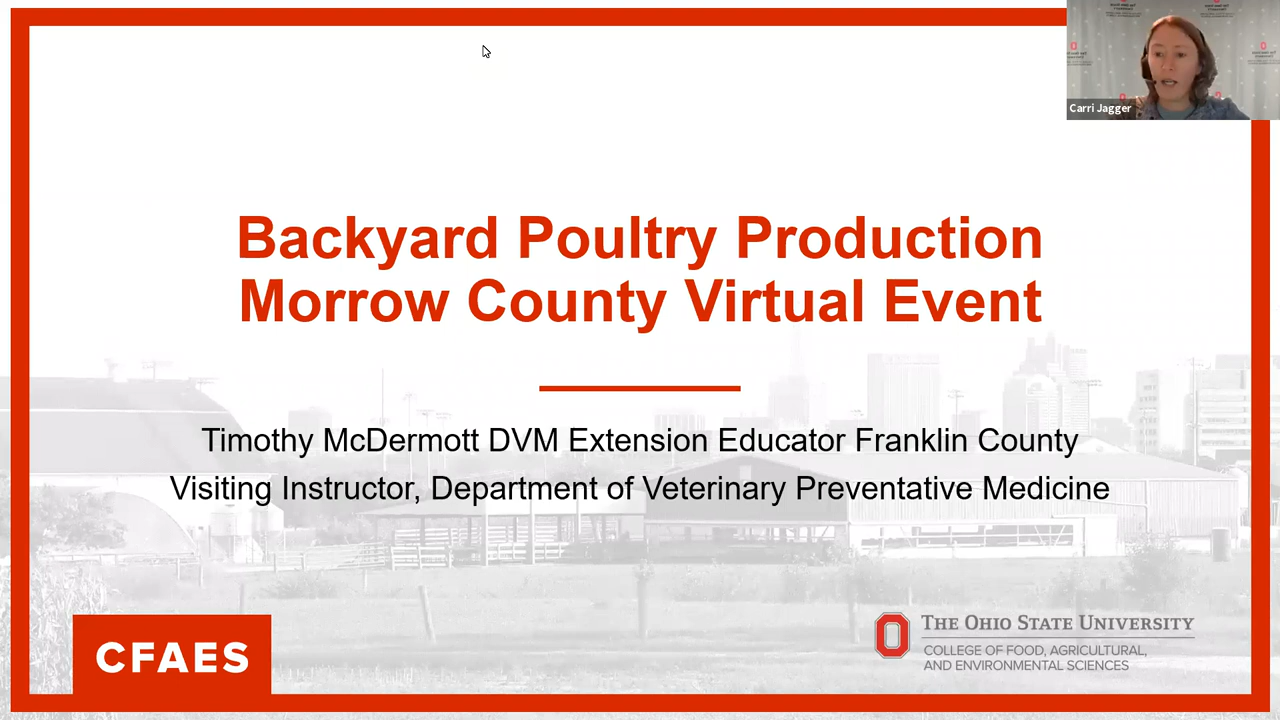 Carri Jagger
Backyard Poultry Production
Morrow County Virtual Event
Timothy McDermott DVM Extension Educator Franklin County
Visiting Instructor, Department of Veterinary Preventative Medicine
CFAES
THE OHIO STATE UNIVERSITY
COLLEGE OF FOOD, AGRICULTURAL,
AND ENVIRONMENTAL SCIENCES